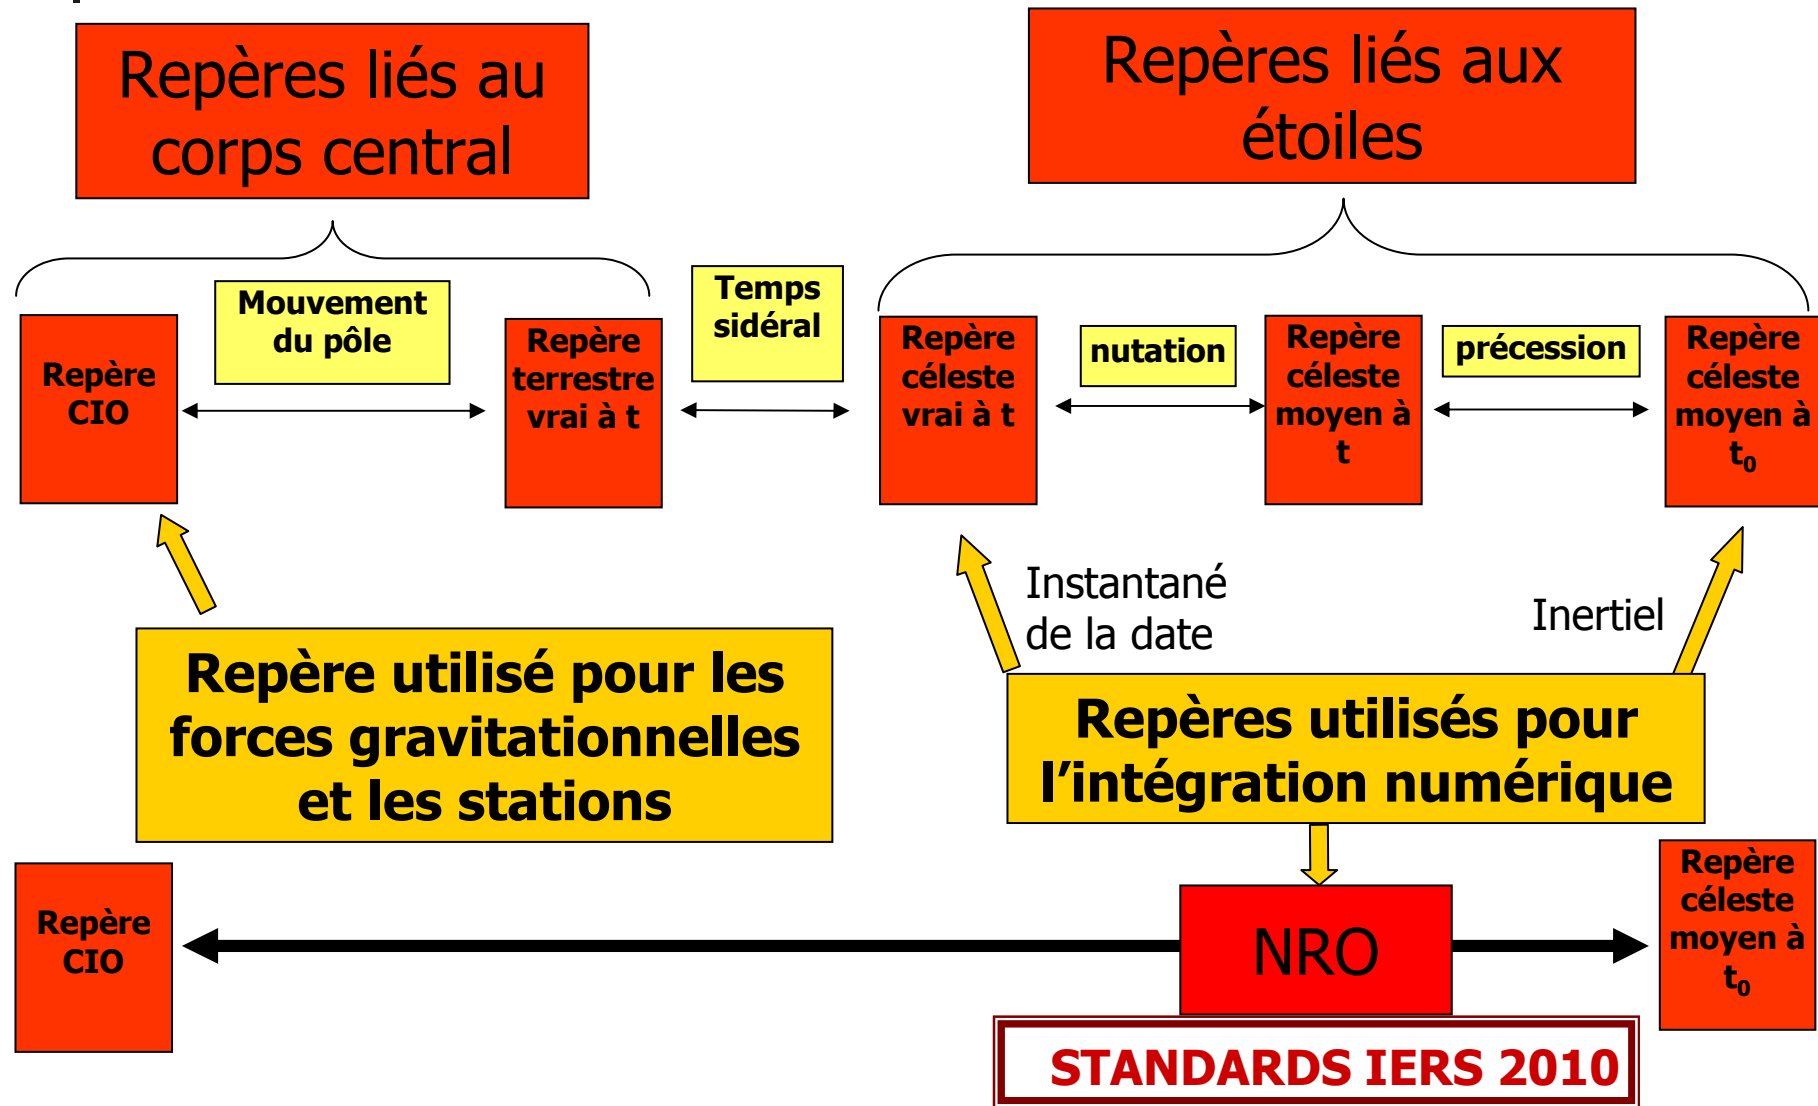 Repères liés au
corps central
Repères liés aux
étoiles
Mouvement
du pôle
Temps
sidéral
Repère
CIO
Repère
terrestre
vrai à t
Repère
céleste
vrai à t
nutation
Repère
céleste
moyen à
t
précession
Repère
céleste
moyen à
t₀
Instantané
de la date
Inertiel
Repère utilisé pour les
forces gravitationnelles
et les stations
Repères utilisés pour
l’intégration numérique
Repère
CIO
NRO
Repère
céleste
moyen à
t₀
STANDARDS IERS 2010